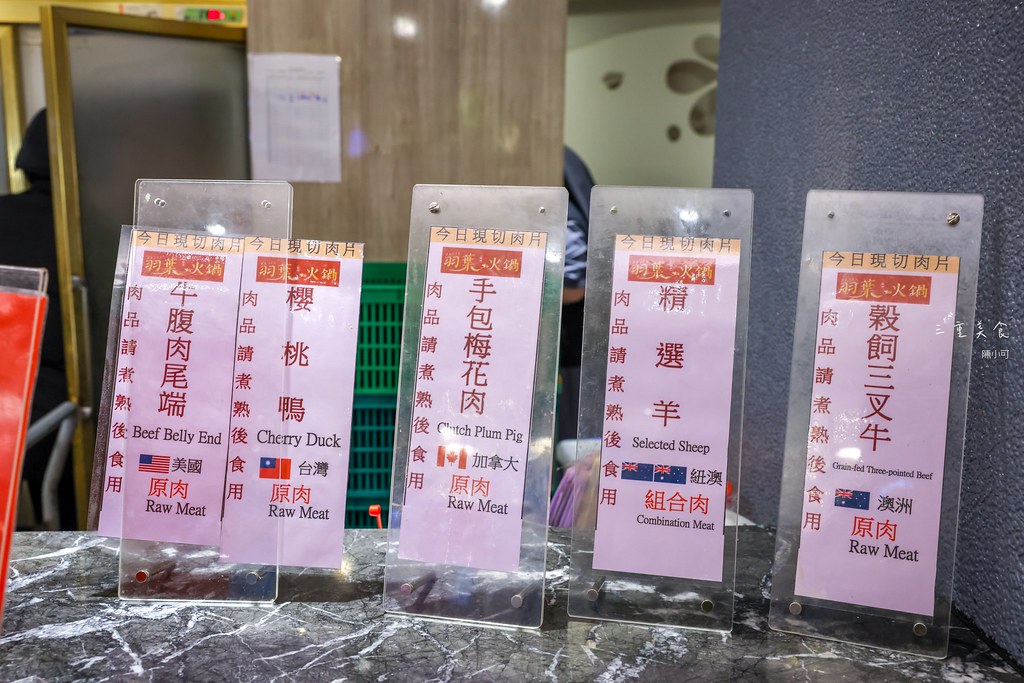 今日現切肉片
羽葉火鍋
牛腹肉尾端
肉品請煮熟後食用
Beef Belly End
美國
原肉
Raw Meat
今日現切肉片
羽葉火鍋
櫻桃鴨
肉品請煮熟後食用
Cherry Duck
台灣
原肉
Raw Meat
今日現切肉片
羽葉火鍋
手包梅花肉
肉品請煮熟後食用
Clutch Plum Pig
加拿大
原肉
Raw Meat
今日現切肉片
羽葉火鍋
精選羊
肉品請煮熟後食用
Selected Sheep
紐澳
組合肉
Combination Meat
今日現切肉片
羽葉火鍋
穀飼三叉牛
肉品請煮熟後食用
Grain-fed Three-pointed Beef
澳洲
原肉
Raw Meat
三重美食
陳小可